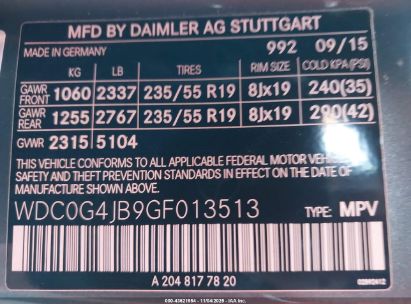 MFD BY DAIMLER AG STUTTGART
MADE IN GERMANY 992 09/15
KG LB TIRES RIM SIZE COLD KPA(PSI)
GAWR FRONT 1060 2337 235/55 R19 8Jx19 240(35)
GAWR REAR 1255 2767 235/55 R19 8Jx19 290(42)
GVWR 2315 5104
THIS VEHICLE CONFORMS TO ALL APPLICABLE FEDERAL MOTOR VEHICLE
SAFETY AND THEFT PREVENTION STANDARDS IN EFFECT ON THE DATE OF
MANUFACTURE SHOWN ABOVE.
WDC0G4JB9GF013513 TYPE: MPV
A 204 817 78 20